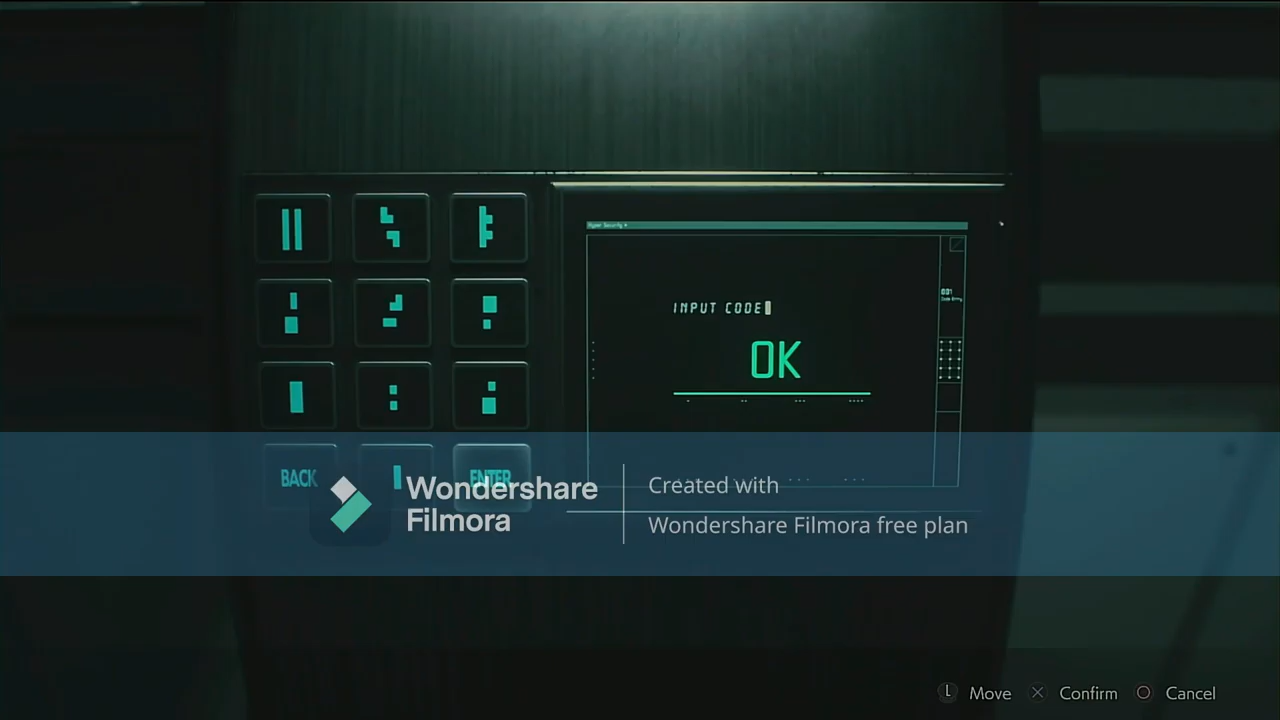 INPUT CODE
OK
BACK
ENTER
Wondershare
Filmora
Created with
Wondershare Filmora free plan
L Move
Confirm
Cancel